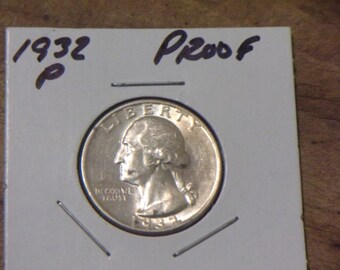 1932 PROOF
P
LIBERTY
IN GOD WE
TRUST